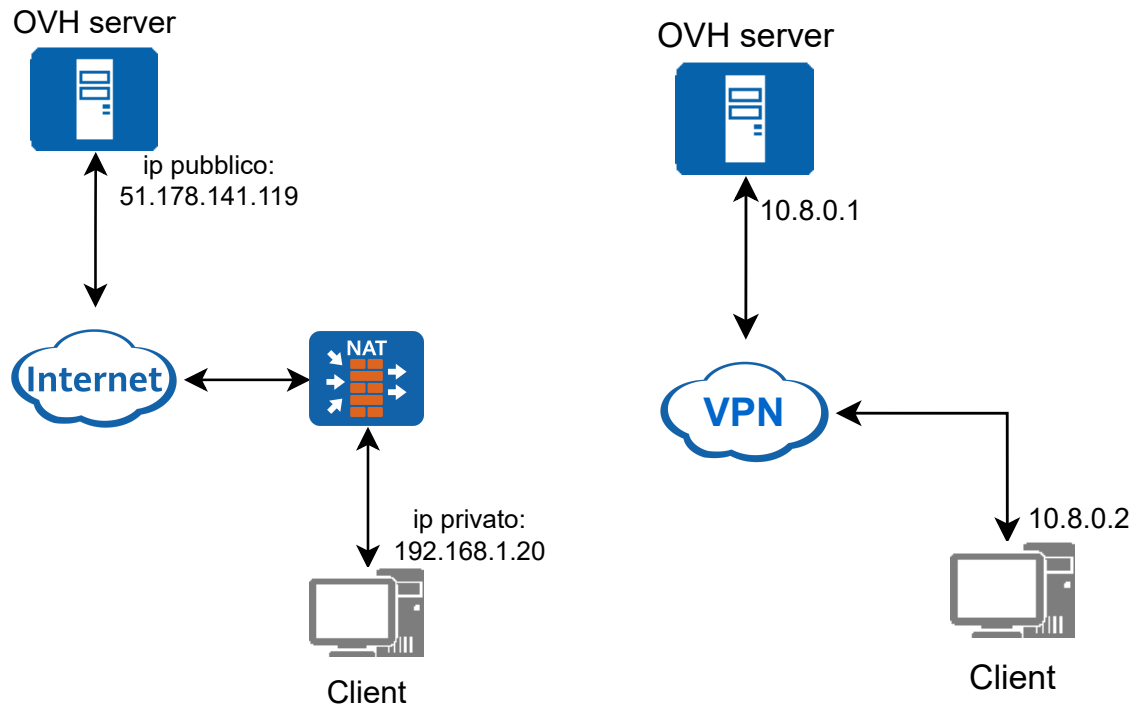 OVH server
ip pubblico:
51.178.141.119
Internet
NAT
ip privato:
192.168.1.20
Client
OVH server
10.8.0.1
VPN
10.8.0.2
Client